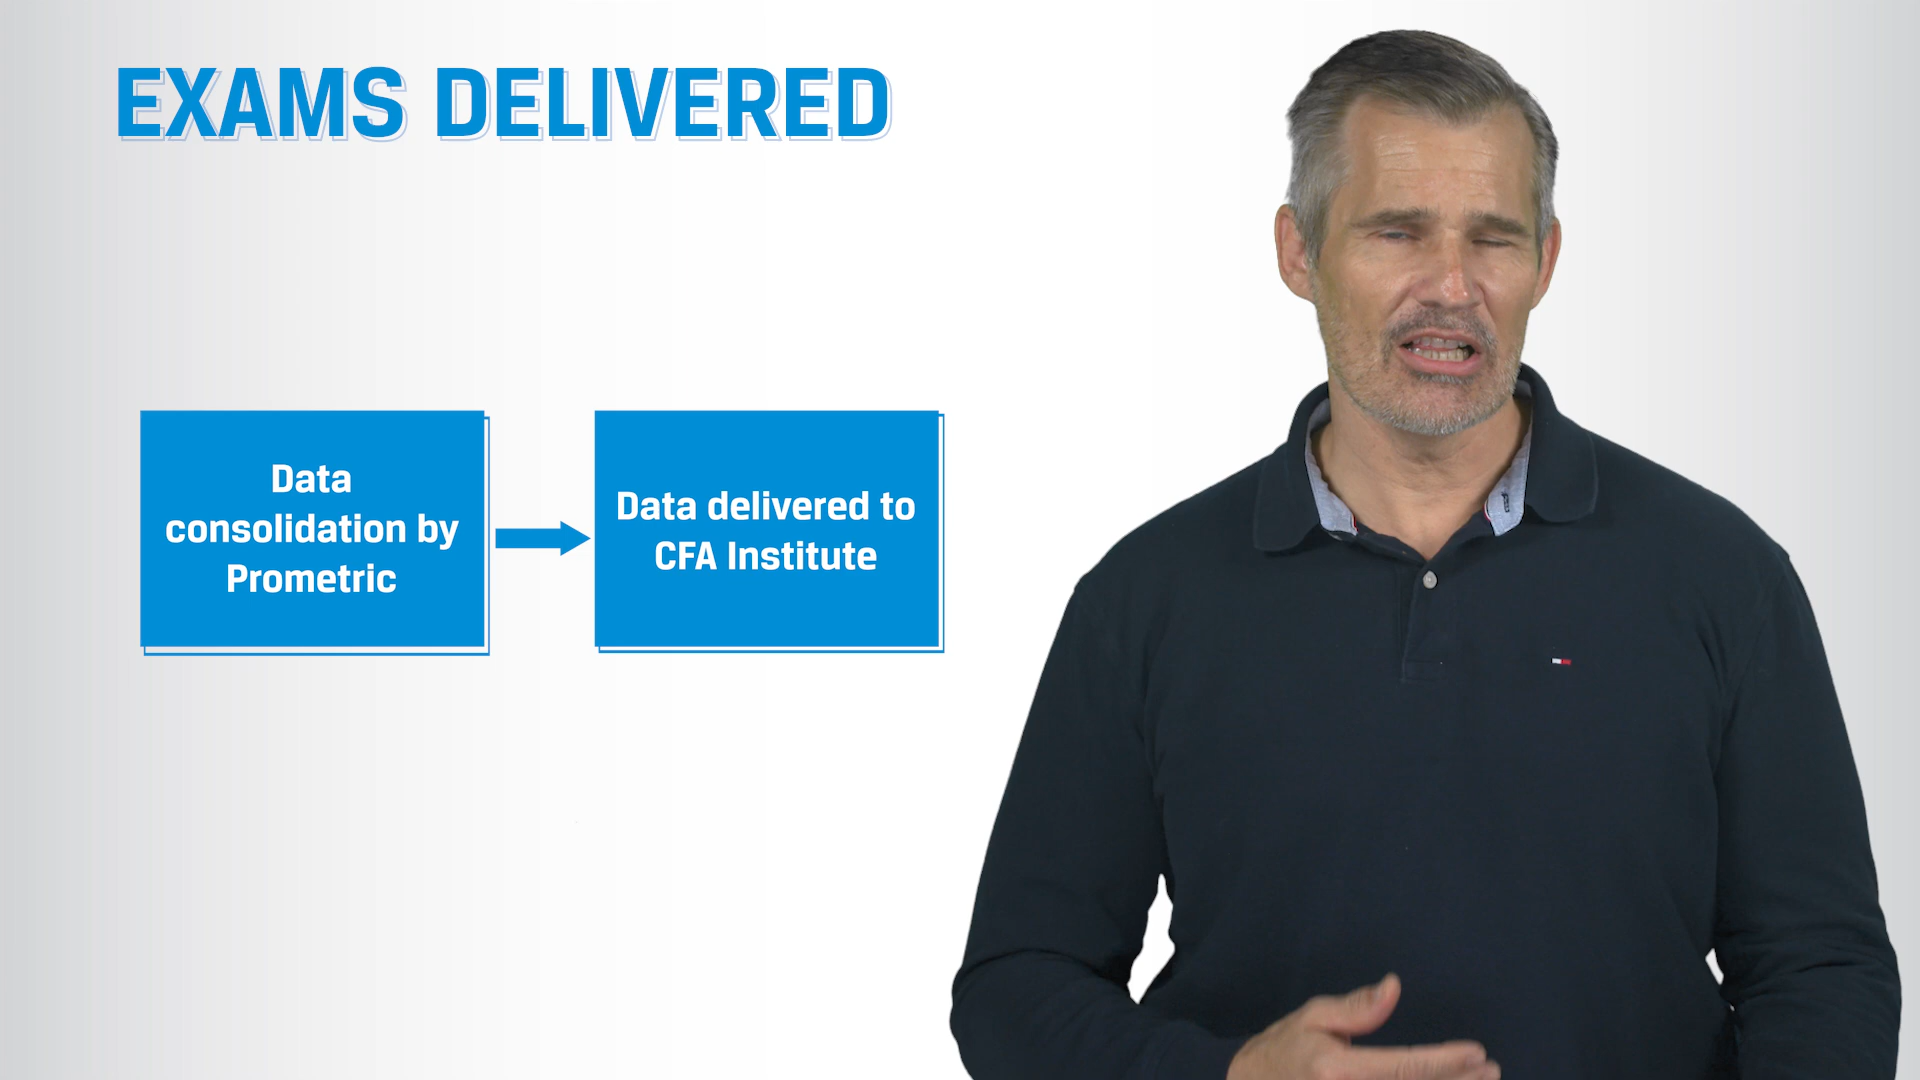 EXAMS DELIVERED
Data
consolidation by
Prometric
Data delivered to
CFA Institute